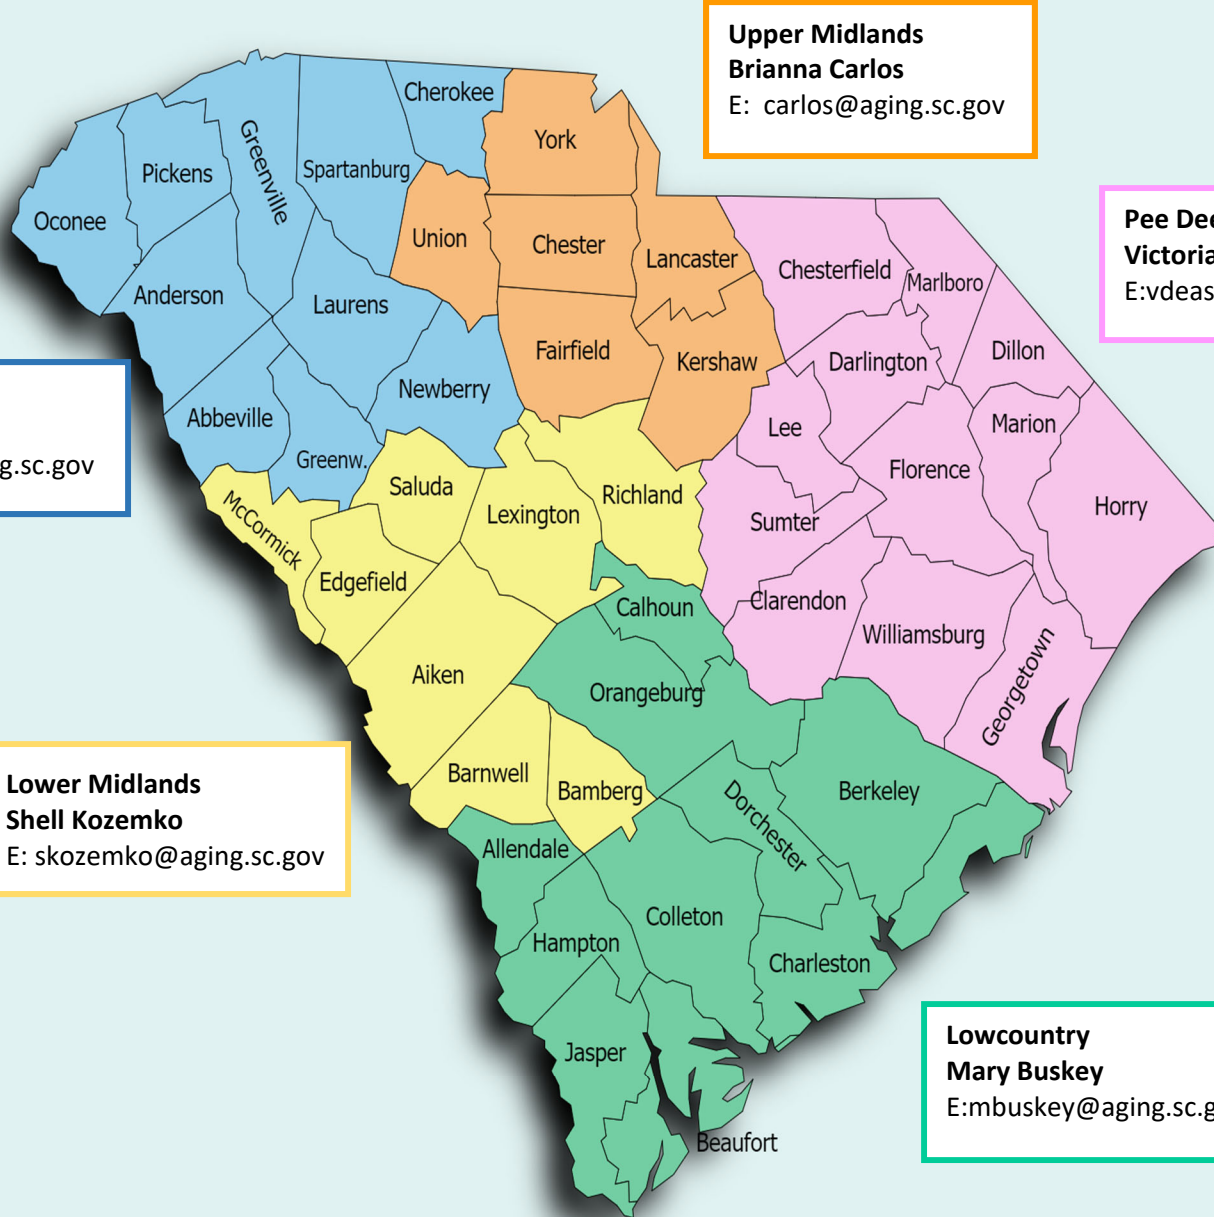 Upper Midlands
Brianna Carlos
E: carlos@aging.sc.gov
Pee Dee
Victoria
E:vdeas
g.sc.gov
Lower Midlands
Shell Kozemko
E: skozemko@aging.sc.gov
Lowcountry
Mary Buskey
E:mbuskey@aging.sc.g
Cherokee
York
Greenville
Spartanburg
Pickens
Oconee
Union
Chester
Lancaster
Chesterfield
Marlboro
Anderson
Laurens
Fairfield
Kershaw
Darlington
Dillon
Newberry
Abbeville
Lee
Marion
Greenw.
Saluda
Richland
Florence
Horry
McCormick
Lexington
Sumter
Edgefield
Calhoun
Clarendon
Williamsburg
Georgetown
Aiken
Orangeburg
Barnwell
Bamberg
Dorchester
Berkeley
Allendale
Colleton
Hampton
Charleston
Jasper
Beaufort